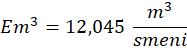 Em³ = 12,045 m³/smeni